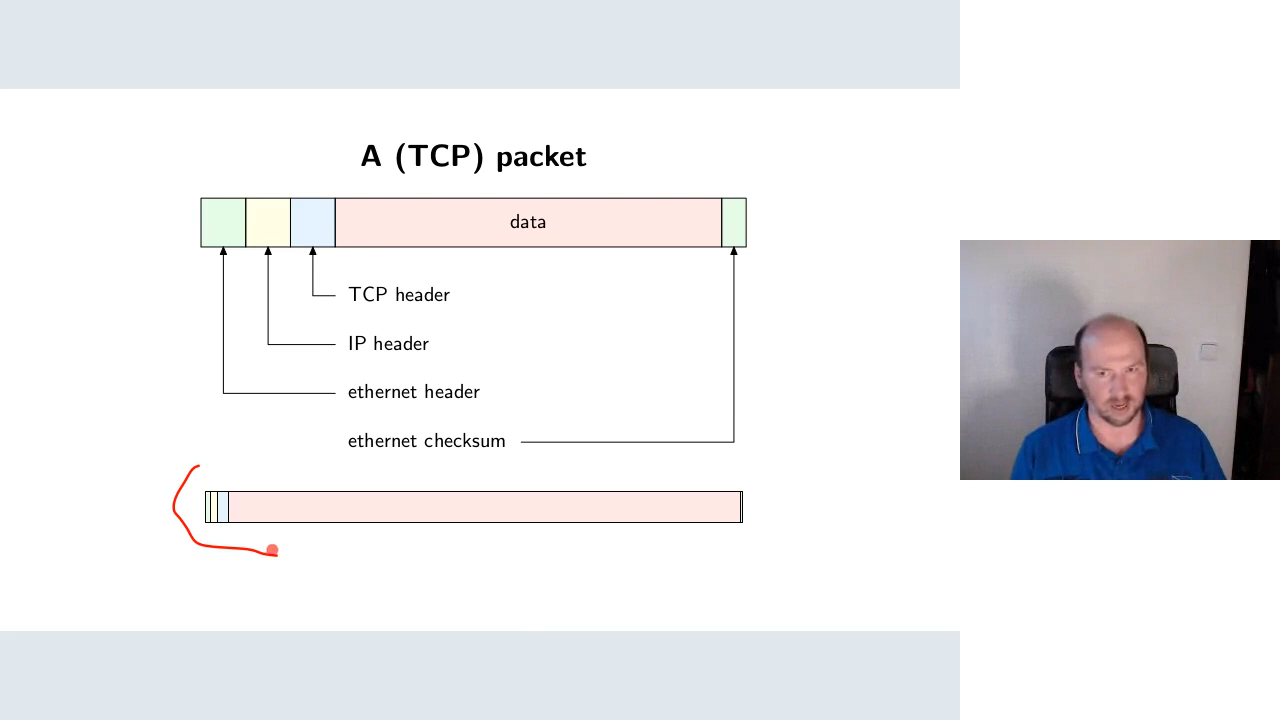 A (TCP) packet
data
TCP header
IP header
ethernet header
ethernet checksum